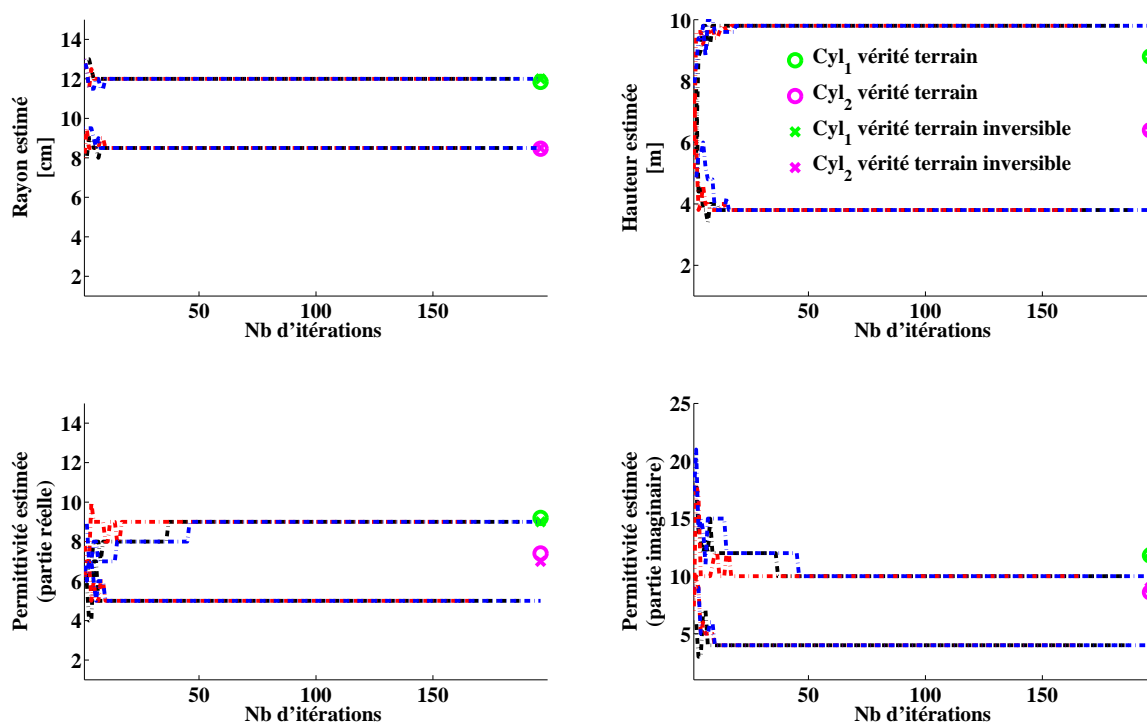 14
12
10
8
6
4
2
Rayon estimé
[cm]
50
100
150
Nb d'itérations
10
8
6
4
2
Hauteur estimée
[m]
Cyl1 vérité terrain
Cyl2 vérité terrain
Cyl1 vérité terrain inversible
Cyl2 vérité terrain inversible
50
100
150
Nb d'itérations
14
12
10
8
6
4
2
Permittivité estimée
(partie réelle)
50
100
150
Nb d'itérations
25
20
15
10
5
Permittivité estimée
(partie imaginaire)
50
100
150
Nb d'itérations